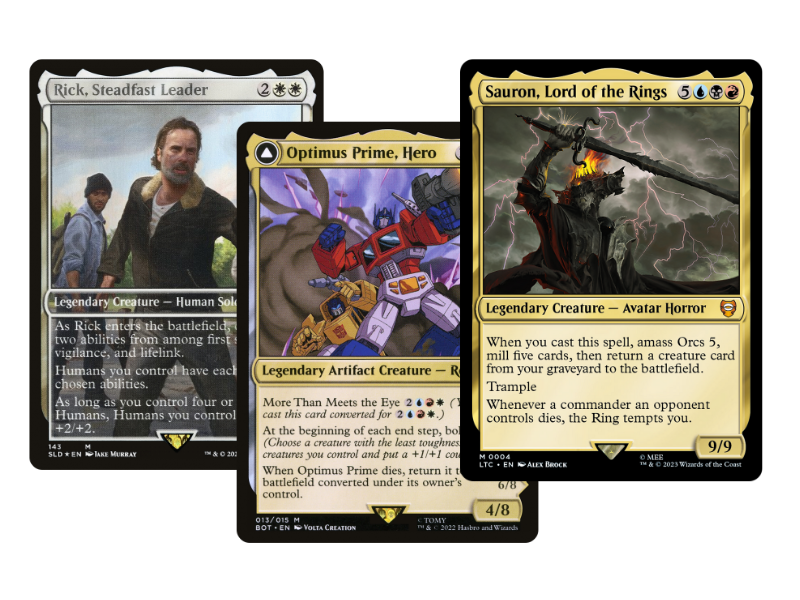 Rick, Steadfast Leader 2
Legendary Creature — Human
As Rick enters the battlefield,
two abilities from among first
vigilance, and lifelink.
Humans you control have each
chosen abilities.
As long as you control four or
Humans, Humans you control
+2/+2.
143 M
SLD ★ EN Jake Murray
™ & ©
Optimus Prime, Hero
Legendary Artifact Creature —
More Than Meets the Eye 2
cast this card converted for 2 .)
At the beginning of each end step,
(Choose a creature with the least toughness
creatures you control and put a +1/+1
When Optimus Prime dies, return it
battlefield converted under its owner's
control.
6/8
4/8
013/015 M
BOT • EN Volta Creation
© TOMY
™ & © 2022 Hasbro and Wizards
Sauron, Lord of the Rings 5
Legendary Creature — Avatar Horror
When you cast this spell, amass Orcs 5,
mill five cards, then return a creature card
from your graveyard to the battlefield.
Trample
Whenever a commander an opponent
controls dies, the Ring tempts you.
9/9
M 0004
LTC • EN Alex Brock
© MEE
™ & © 2023 Wizards of the Coast